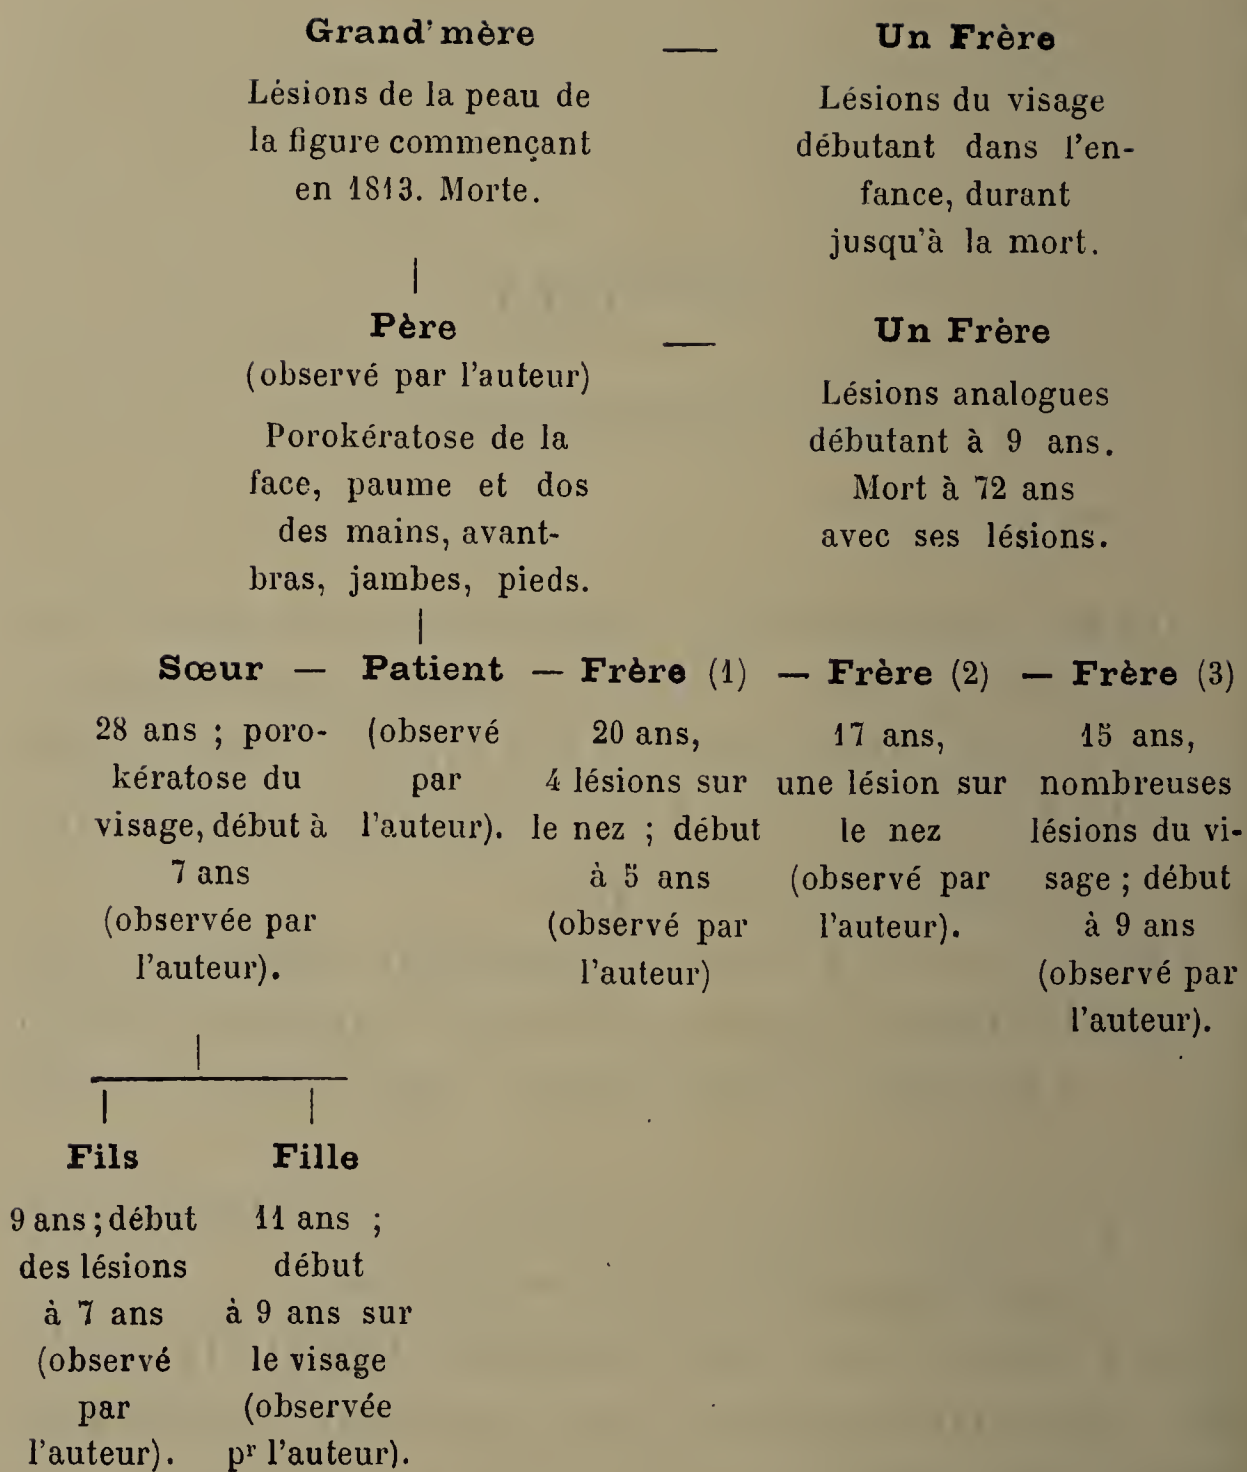 Grand'mère — Un Frère
Lésions de la peau de
la figure commençant
en 1813. Morte.
Lésions du visage
débutant dans l'en-
fance, durant
jusqu'à la mort.
Père — Un Frère
(observé par l'auteur)
Porokératose de la
face, paume et dos
des mains, avant-
bras, jambes, pieds.
Lésions analogues
débutant à 9 ans.
Mort à 72 ans
avec ses lésions.
Sœur — Patient — Frère (1) — Frère (2) — Frère (3)
28 ans ; poro-
kératose du
visage, début à
7 ans
(observée par
l'auteur).
(observé
par
l'auteur).
20 ans,
4 lésions sur
le nez ; début
à 5 ans
(observé par
l'auteur)
17 ans,
une lésion sur
le nez
(observé par
l'auteur).
15 ans,
nombreuses
lésions du vi-
sage ; début
à 9 ans
(observé par
l'auteur).
Fils Fille
9 ans ; début
des lésions
à 7 ans
(observé
par
l'auteur).
11 ans ;
début
à 9 ans sur
le visage
(observée
pr l'auteur).